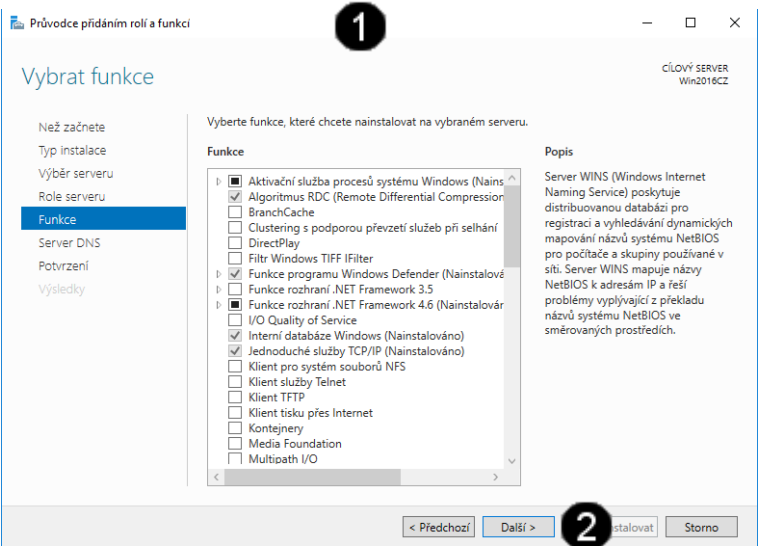 Průvodce přidáním rolí a funkcí
1
Vybrat funkce
CÍLOVÝ SERVER
Win2016CZ
Než začnete
Typ instalace
Výběr serveru
Role serveru
Funkce
Server DNS
Potvrzení
Výsledky
Vyberte funkce, které chcete nainstalovat na vybraném serveru.
Funkce
Aktivační služba procesů systému Windows (Nains
Algoritmus RDC (Remote Differential Compression
BranchCache
Clustering s podporou převzetí služeb při selhání
DirectPlay
Filtr Windows TIFF IFilter
Funkce programu Windows Defender (Nainstalová
Funkce rozhraní .NET Framework 3.5
Funkce rozhraní .NET Framework 4.6 (Nainstalován
I/O Quality of Service
Interní databáze Windows (Nainstalováno)
Jednoduché služby TCP/IP (Nainstalováno)
Klient pro systém souborů NFS
Klient služby Telnet
Klient TFTP
Klient tisku přes Internet
Kontejnery
Media Foundation
Multipath I/O
Popis
Server WINS (Windows Internet
Naming Service) poskytuje
distribuovanou databázi pro
registraci a vyhledávání dynamických
mapování názvů systému NetBIOS
pro počítače a skupiny používané v
síti. Server WINS mapuje názvy
NetBIOS k adresám IP a řeší
problémy vyplývající z překladu
názvů systému NetBIOS ve
směrovaných prostředích.
< Předchozí
Další >
2
stalovat
Storno